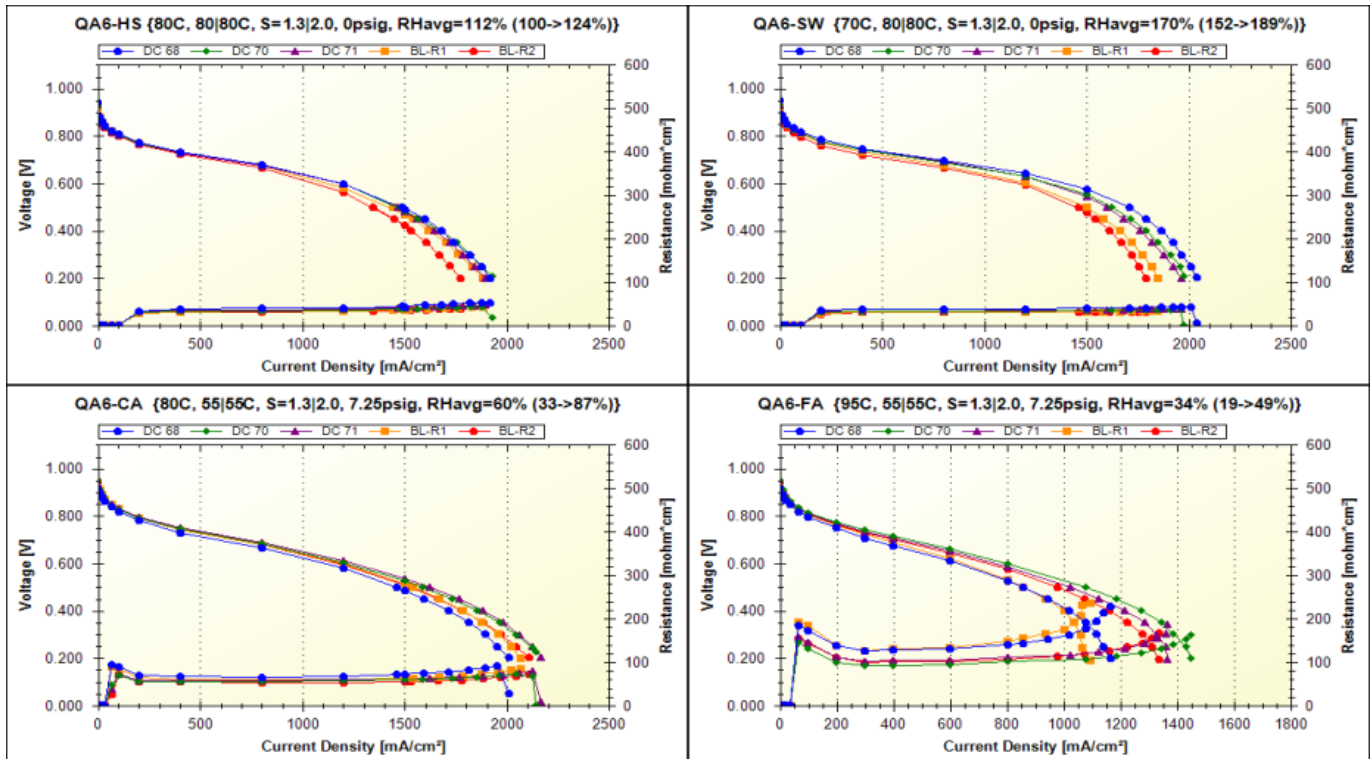 QA6-HS {80C, 80|80C, S=1.3|2.0, 0psig, RHavg=112% (100->124%)}
DC 68 DC 70 DC 71 BL-R1 BL-R2
Voltage [V]
1.000
0.800
0.600
0.400
0.200
0.000
600
500
400
300
200
100
0
Resistance [mohm*cm²]
0 500 1000 1500 2000 2500
Current Density [mA/cm²]
QA6-SW {70C, 80|80C, S=1.3|2.0, 0psig, RHavg=170% (152->189%)}
DC 68 DC 70 DC 71 BL-R1 BL-R2
Voltage [V]
1.000
0.800
0.600
0.400
0.200
0.000
600
500
400
300
200
100
0
Resistance [mohm*cm²]
0 500 1000 1500 2000 2500
Current Density [mA/cm²]
QA6-CA {80C, 55|55C, S=1.3|2.0, 7.25psig, RHavg=60% (33->87%)}
DC 68 DC 70 DC 71 BL-R1 BL-R2
Voltage [V]
1.000
0.800
0.600
0.400
0.200
0.000
600
500
400
300
200
100
0
Resistance [mohm*cm²]
0 500 1000 1500 2000 2500
Current Density [mA/cm²]
QA6-FA {95C, 55|55C, S=1.3|2.0, 7.25psig, RHavg=34% (19->49%)}
DC 68 DC 70 DC 71 BL-R1 BL-R2
Voltage [V]
1.000
0.800
0.600
0.400
0.200
0.000
600
500
400
300
200
100
0
Resistance [mohm*cm²]
0 200 400 600 800 1000 1200 1400 1600 1800
Current Density [mA/cm²]